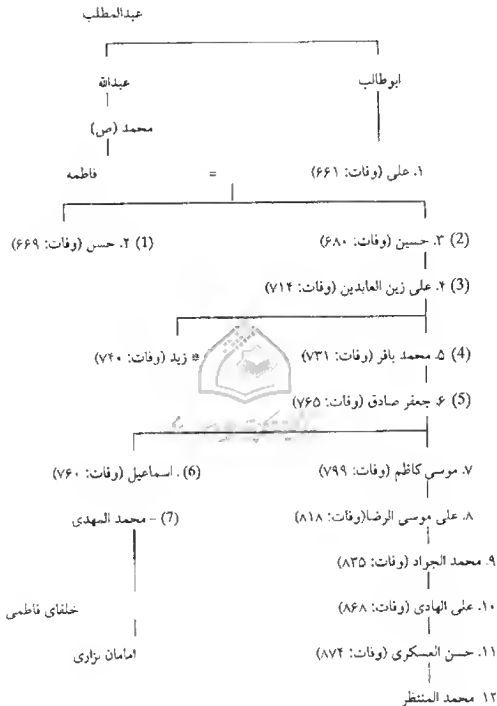 عبدالمطلب
ابوطالب عبدالله
محمد (ص)
۱. علی (وفات: ۶۶۱) = فاطمه
(2) ۳. حسین (وفات: ۶۸۰) (1) ۲. حسن (وفات: ۶۶۹)
(3) ۴. علی زین العابدین (وفات: ۷۱۴)
(4) ۵. محمد باقر (وفات: ۷۳۱) * زید (وفات: ۷۴۰)
(5) ۶. جعفر صادق (وفات: ۷۶۵)
۷. موسی کاظم (وفات: ۷۹۹) (6). اسماعیل (وفات: ۷۶۰)
۸. علی موسی الرضا(وفات: ۸۱۸) (7) – محمد المهدی
۹. محمد الجواد (وفات: ۸۳۵)
۱۰. علی الهادی (وفات: ۸۶۸) خلفای فاطمی
۱۱. حسن العسکری (وفات: ۸۷۴) امامان نزاری
۱۲. محمد المنتظر